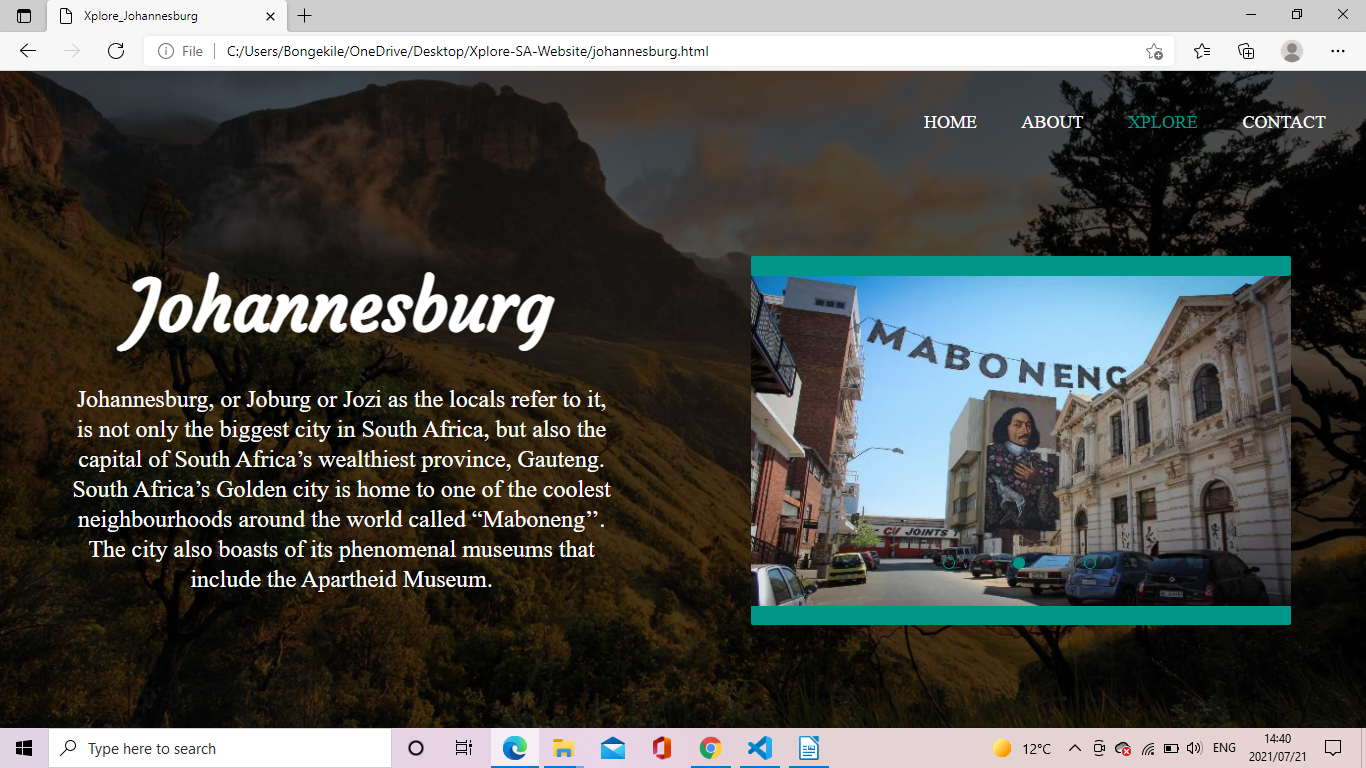 Xplore_Johannesburg
File
C:/Users/Bongekile/OneDrive/Desktop/Xplore-SA-Website/johannesburg.html
HOME ABOUT XPLORE CONTACT
Johannesburg
Johannesburg, or Joburg or Jozi as the locals refer to it,
is not only the biggest city in South Africa, but also the
capital of South Africa’s wealthiest province, Gauteng.
South Africa’s Golden city is home to one of the coolest
neighbourhoods around the world called “Maboneng’’.
The city also boasts of its phenomenal museums that
include the Apartheid Museum.
MABONENG
CV JOINTS
Type here to search
12°C
ENG
14:40
2021/07/21